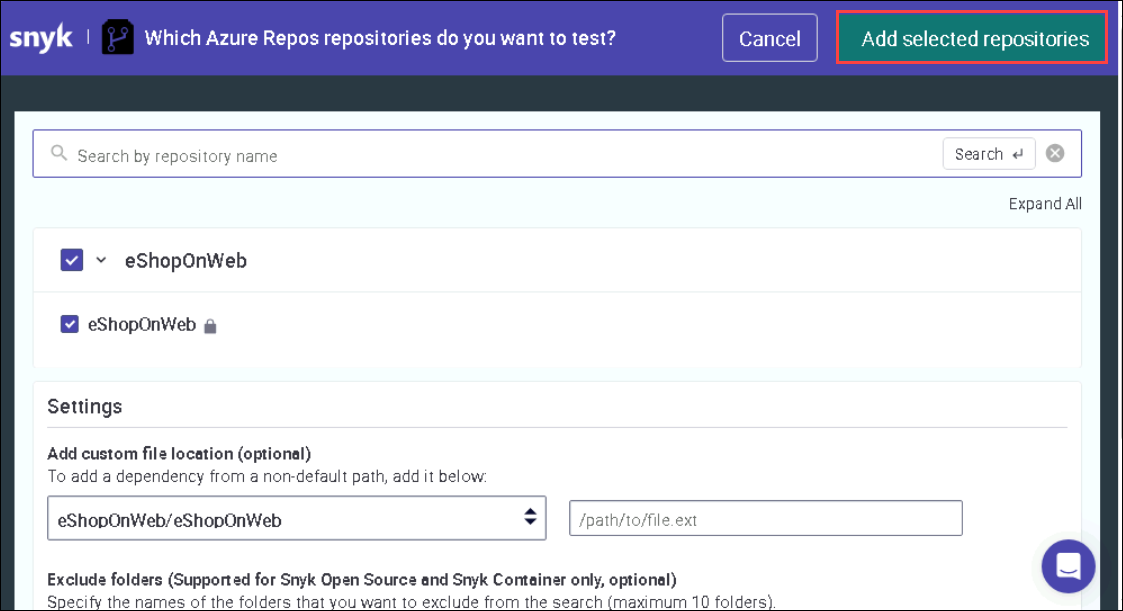 snyk | Which Azure Repos repositories do you want to test? Cancel Add selected repositories
Search by repository name Search ↵
Expand All
eShopOnWeb
eShopOnWeb
Settings
Add custom file location (optional)
To add a dependency from a non-default path, add it below:
eShopOnWeb/eShopOnWeb /path/to/file.ext
Exclude folders (Supported for Snyk Open Source and Snyk Container only, optional)
Specify the names of the folders that you want to exclude from the search (maximum 10 folders).